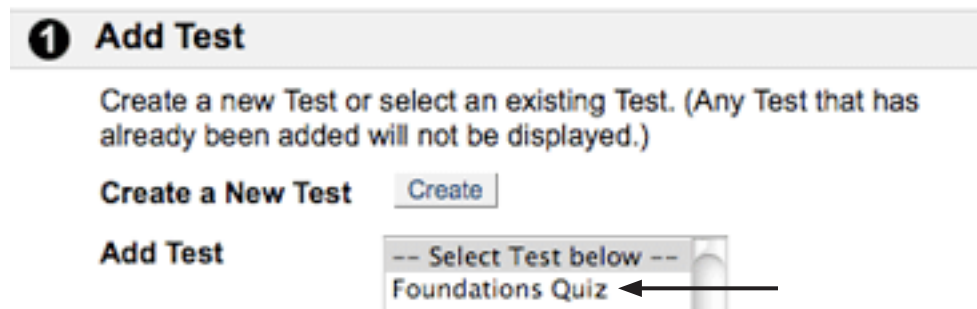 1 Add Test
Create a new Test or select an existing Test. (Any Test that has
already been added will not be displayed.)
Create a New Test Create
Add Test -- Select Test below --
Foundations Quiz